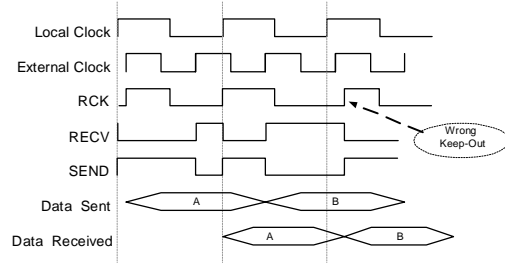 Local Clock
External Clock
RCK
Wrong
Keep-Out
RECV
SEND
Data Sent
A
B
Data Received
A
B